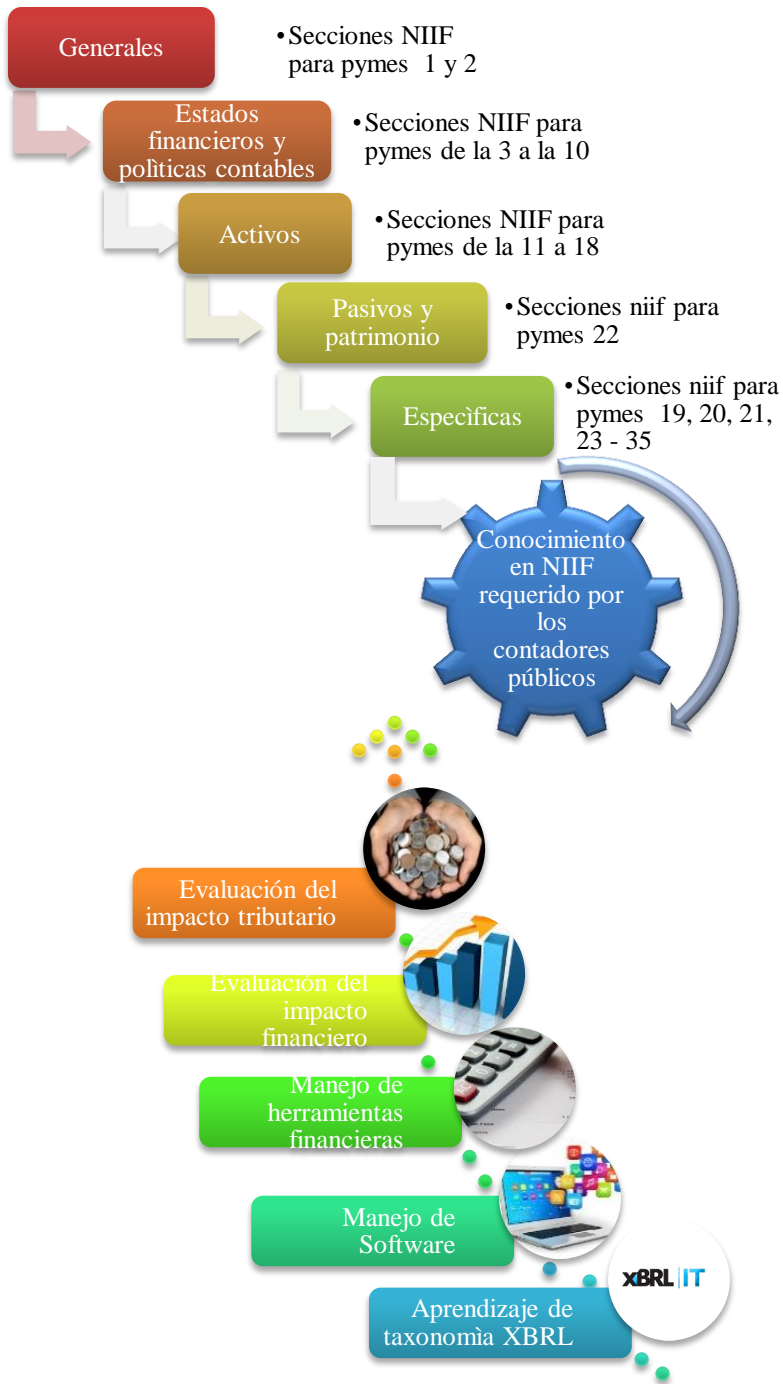 Generales
•Secciones NIIF
para pymes 1 y 2
Estados
financieros y
polìticas contables
•Secciones NIIF para
pymes de la 3 a la 10
Activos
•Secciones NIIF para
pymes de la 11 a 18
Pasivos y
patrimonio
•Secciones niif para
pymes 22
Especìficas
•Secciones niif para
pymes 19, 20, 21,
23 - 35
Conocimiento
en NIIF
requerido por
los
contadores
públicos
Evaluación del
impacto tributario
Evaluación del
impacto
financiero
Manejo de
herramientas
financieras
Manejo de
Software
XBRL IT
Aprendizaje de
taxonomìa XBRL